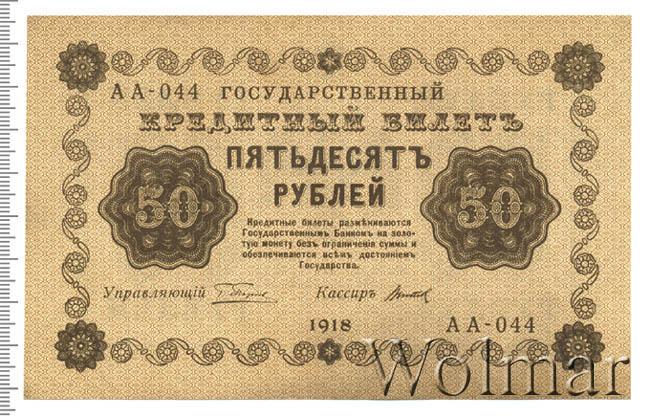 АА-044 ГОСУДАРСТВЕННЫЙ
КРЕДИТНЫЙ БИЛЕТЪ
ПЯТЬДЕСЯТЪ
РУБЛЕЙ
50
50
Кредитные билеты размѣниваются
Государственнымъ Банкомъ на золо-
тую монету безъ ограниченія суммы и
обезпечиваются всѣмъ достояніемъ
Государства.
Управляющій
Кассиръ
1918
АА-044
Wolmar